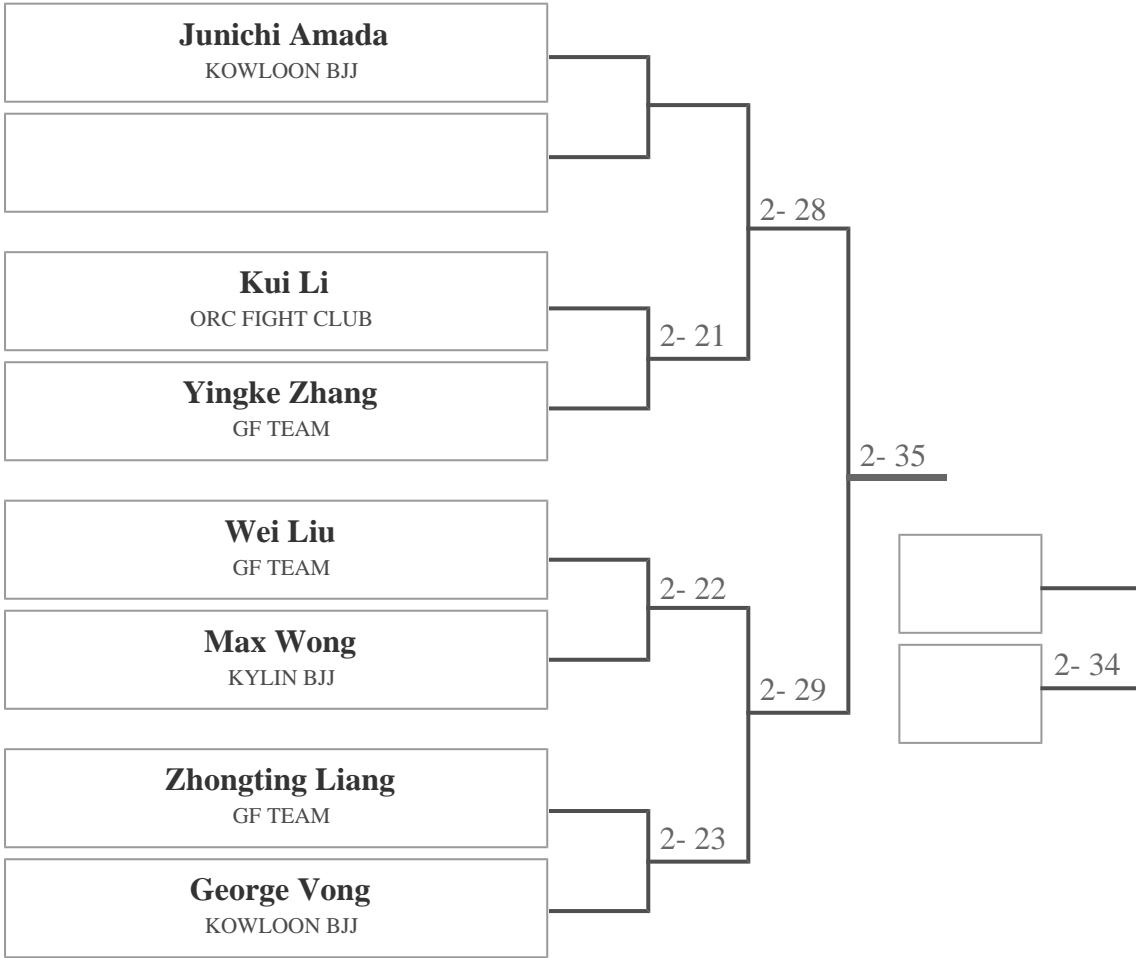 Junichi Amada
KOWLOON BJJ
2- 28
Kui Li
ORC FIGHT CLUB
2- 21
Yingke Zhang
GF TEAM
2- 35
Wei Liu
GF TEAM
2- 22
Max Wong
KYLIN BJJ
2- 34
2- 29
Zhongting Liang
GF TEAM
2- 23
George Vong
KOWLOON BJJ